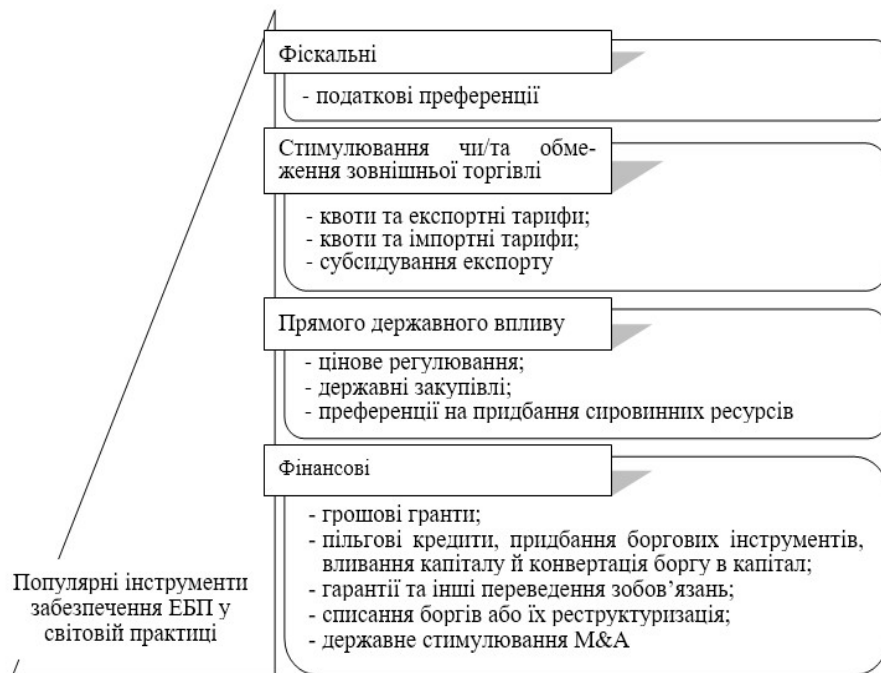 Фіскальні
- податкові преференції
Стимулювання чи/та обме-
ження зовнішньої торгівлі
- квоти та експортні тарифи;
- квоти та імпортні тарифи;
- субсидування експорту
Прямого державного впливу
- цінове регулювання;
- державні закупівлі;
- преференції на придбання сировинних ресурсів
Фінансові
- грошові гранти;
- пільгові кредити, придбання боргових інструментів,
вливання капіталу й конвертація боргу в капітал;
- гарантії та інші переведення зобов’язань;
- списання боргів або їх реструктуризація;
- державне стимулювання M&A
Популярні інструменти
забезпечення ЕБП у
світовій практиці